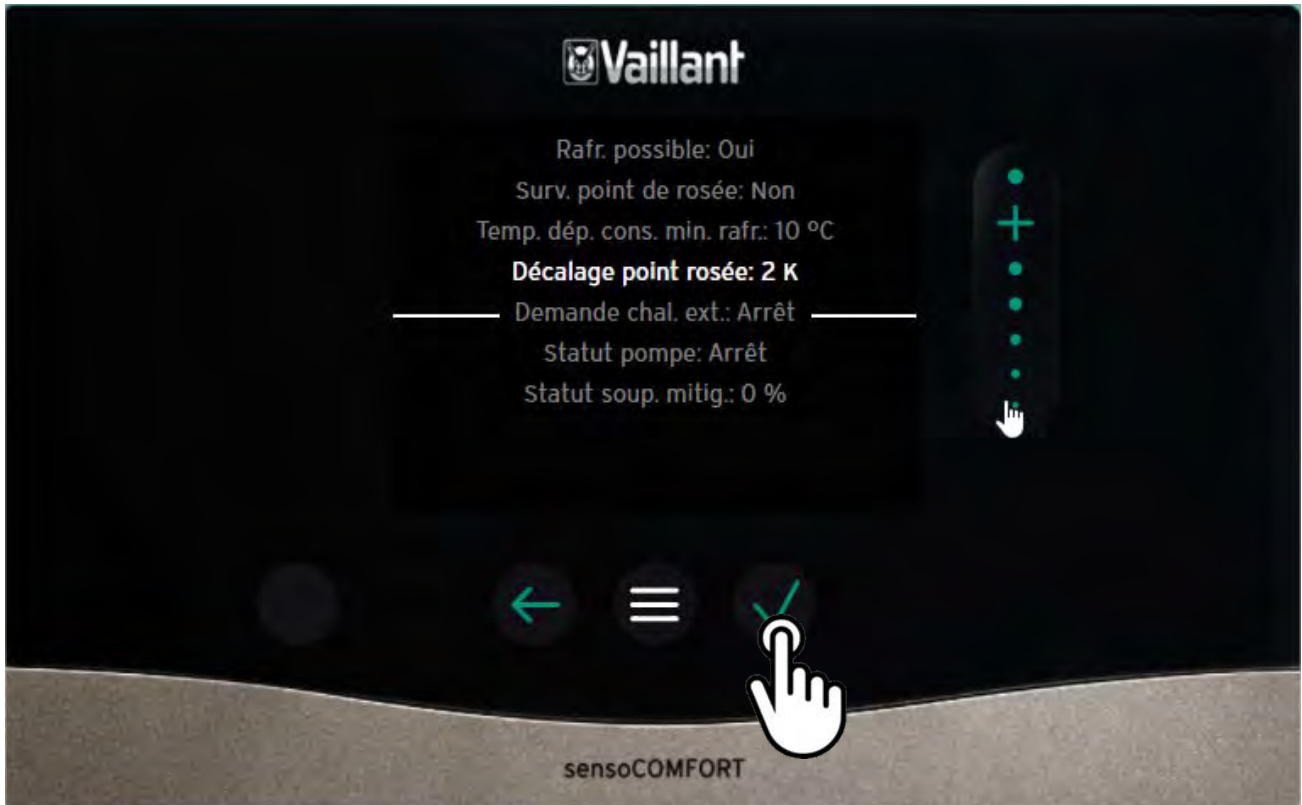 Vaillant
Rafr. possible: Oui
Surv. point de rosée: Non
Temp. dép. cons. min. rafr.: 10 °C
Décalage point rosée: 2 K
Demande chal. ext.: Arrêt
Statut pompe: Arrêt
Statut soup. mitig.: 0 %
sensoCOMFORT